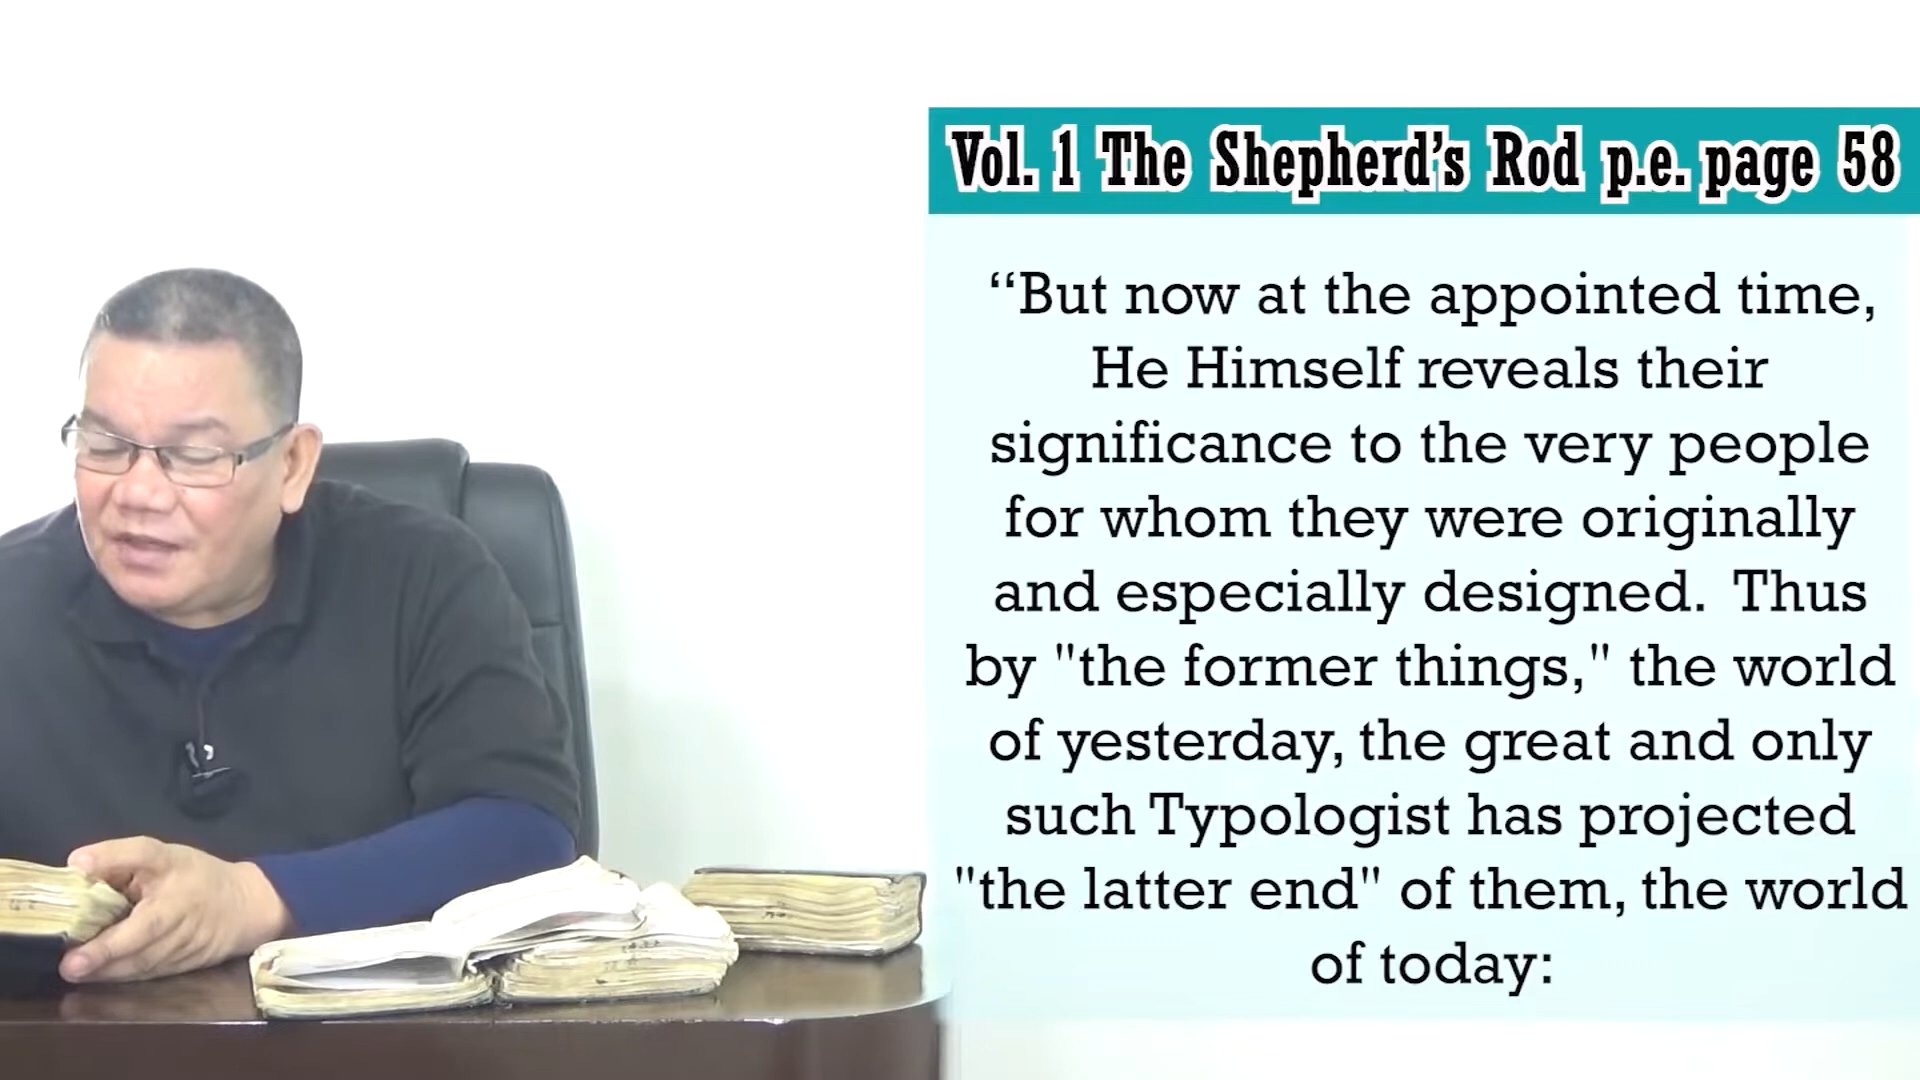 Vol. 1 The Shepherd’s Rod p.e. page 58
“But now at the appointed time,
He Himself reveals their
significance to the very people
for whom they were originally
and especially designed. Thus
by "the former things," the world
of yesterday, the great and only
such Typologist has projected
"the latter end" of them, the world
of today: